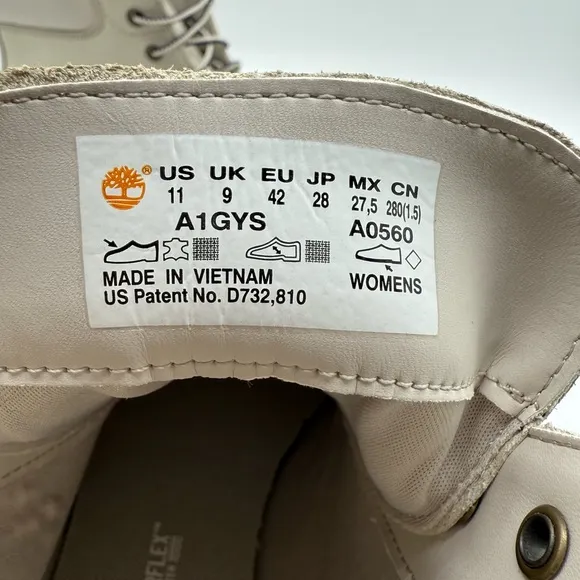 ® US UK EU JP MX CN
11 9 42 28 27,5 280(1.5)
A1GYS A0560
MADE IN VIETNAM WOMENS
US Patent No. D732,810